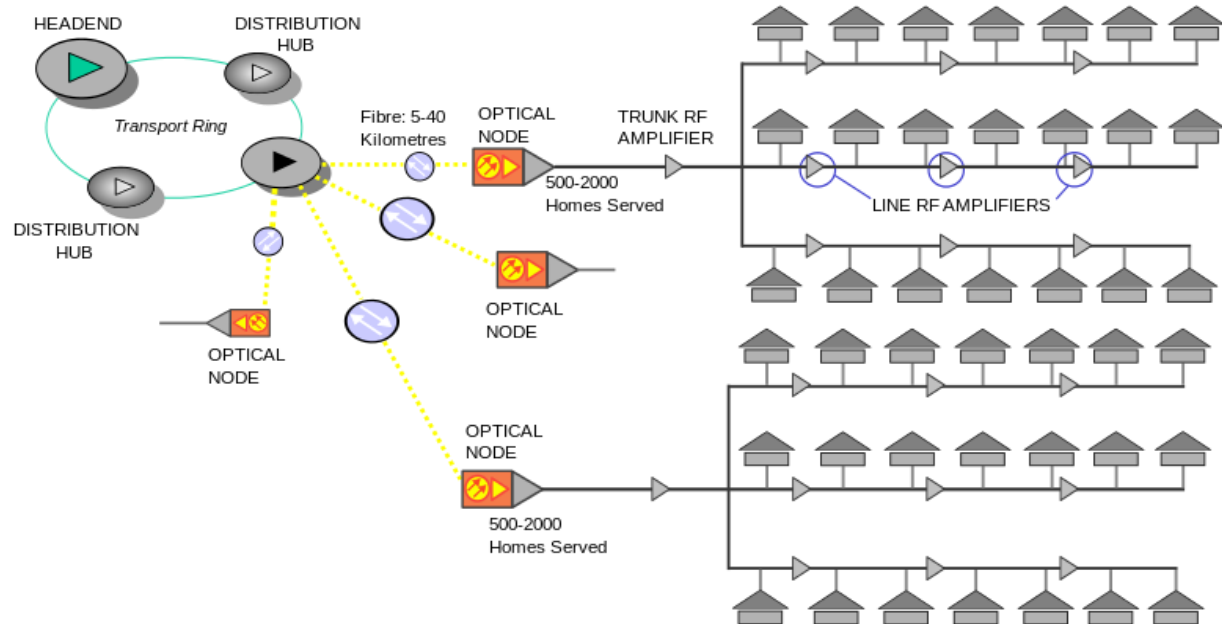 HEADEND
DISTRIBUTION
HUB
Transport Ring
DISTRIBUTION
HUB
Fibre: 5-40
Kilometres
OPTICAL
NODE
500-2000
Homes Served
TRUNK RF
AMPLIFIER
LINE RF AMPLIFIERS
OPTICAL
NODE
OPTICAL
NODE
OPTICAL
NODE
500-2000
Homes Served